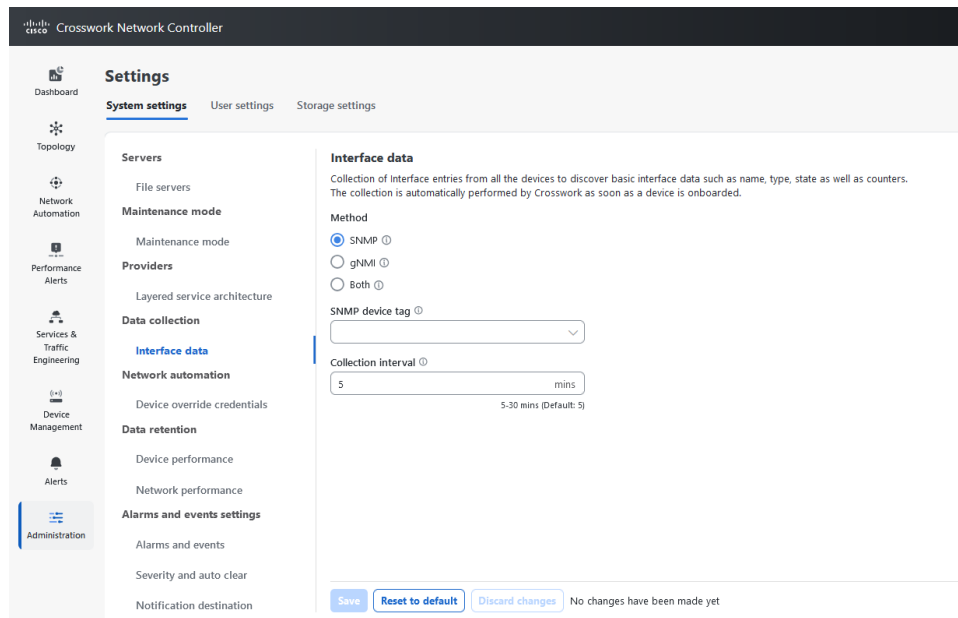 cisco Crosswork Network Controller
Dashboard
Topology
Network
Automation
Performance
Alerts
Services &
Traffic
Engineering
Device
Management
Alerts
Administration
Settings
System settings User settings Storage settings
Servers
File servers
Maintenance mode
Maintenance mode
Providers
Layered service architecture
Data collection
Interface data
Network automation
Device override credentials
Data retention
Device performance
Network performance
Alarms and events settings
Alarms and events
Severity and auto clear
Notification destination
Interface data
Collection of Interface entries from all the devices to discover basic interface data such as name, type, state as well as counters.
The collection is automatically performed by Crosswork as soon as a device is onboarded.
Method
SNMP
gNMI
Both
SNMP device tag
Collection interval
5 mins
5-30 mins (Default: 5)
Save Reset to default Discard changes No changes have been made yet